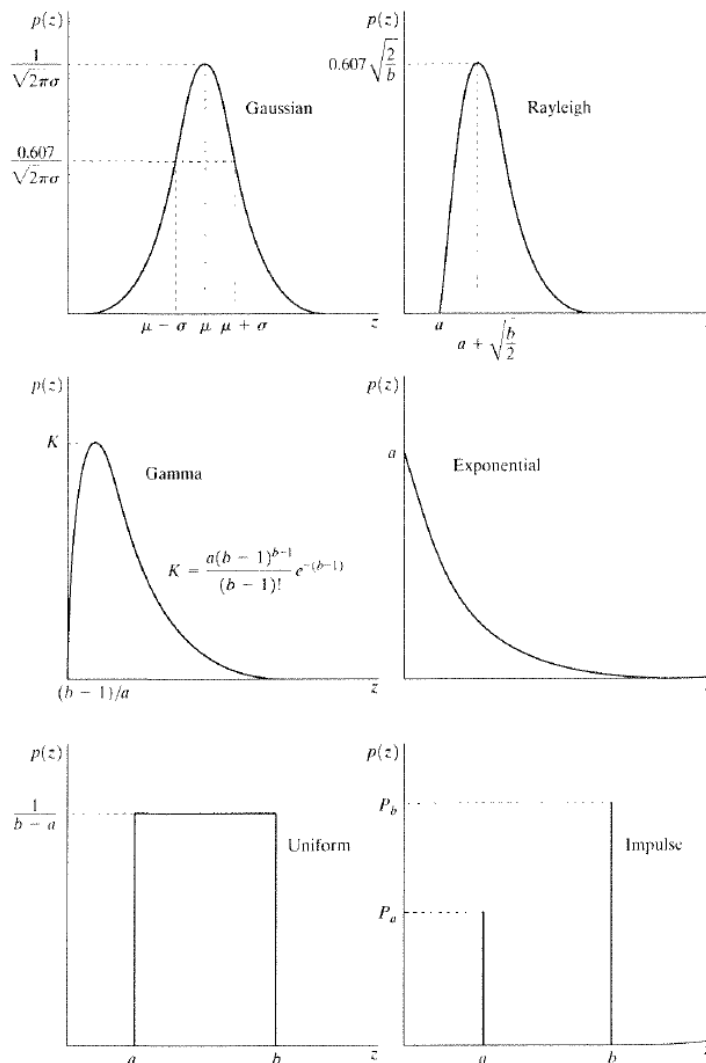 p(z)
1/√2πσ
Gaussian
0.607/√2πσ
μ − σ μ μ + σ z
p(z)
0.607 √2/b
Rayleigh
a
a + √b/2
p(z)
K
Gamma
K = a(b − 1)^{b−1}/(b − 1)! e^{−(b−1)}
(b − 1)/a z
p(z)
a
Exponential
p(z)
1/b − a
Uniform
a b z
p(z)
P_b
Impulse
P_a
a b